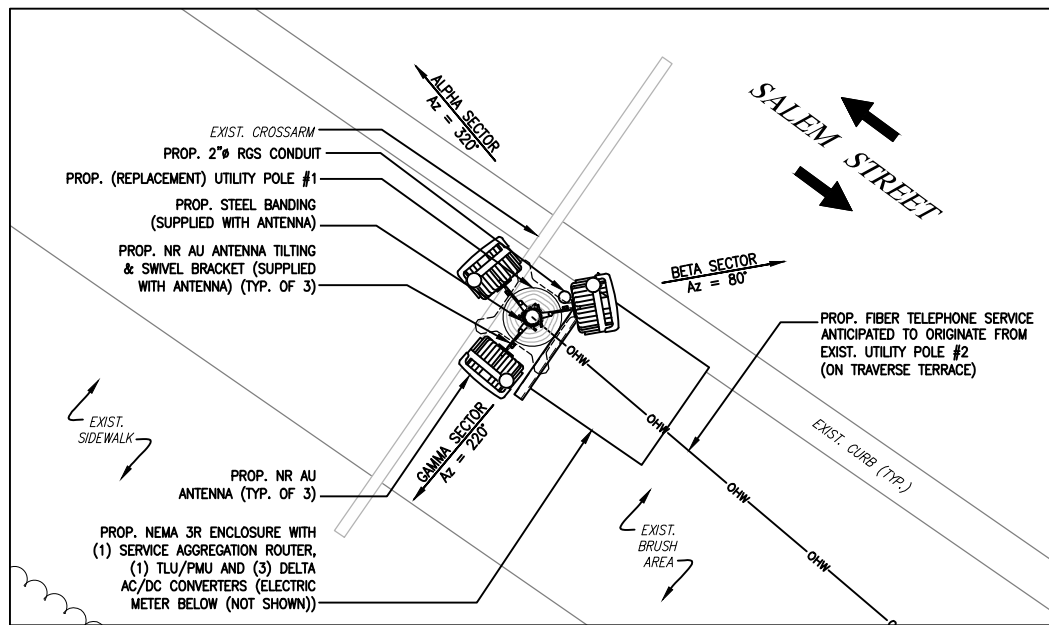 ALPHA SECTOR
Az = 320°
SALEM STREET
EXIST. CROSSARM
PROP. 2"ø RGS CONDUIT
PROP. (REPLACEMENT) UTILITY POLE #1
PROP. STEEL BANDING
(SUPPLIED WITH ANTENNA)
PROP. NR AU ANTENNA TILTING
& SWIVEL BRACKET (SUPPLIED
WITH ANTENNA) (TYP. OF 3)
BETA SECTOR
Az = 80°
PROP. FIBER TELEPHONE SERVICE
ANTICIPATED TO ORIGINATE FROM
EXIST. UTILITY POLE #2
(ON TRAVERSE TERRACE)
OHW
OHW
OHW
OHW
EXIST.
SIDEWALK
GAMMA SECTOR
Az = 220°
EXIST. CURB (TYP.)
PROP. NR AU
ANTENNA (TYP. OF 3)
PROP. NEMA 3R ENCLOSURE WITH
(1) SERVICE AGGREGATION ROUTER,
(1) TLU/PMU AND (3) DELTA
AC/DC CONVERTERS (ELECTRIC
METER BELOW (NOT SHOWN))
EXIST.
BRUSH
AREA